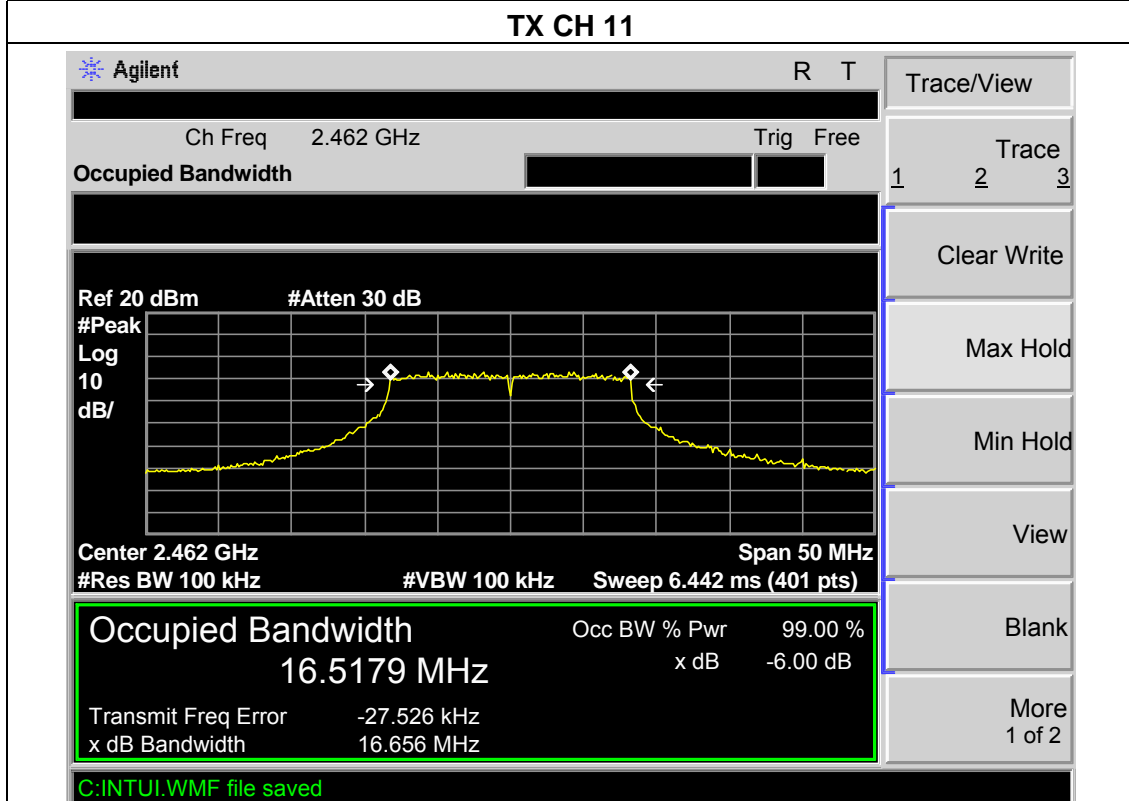 TX CH 11
Agilent R T
Ch Freq 2.462 GHz Trig Free
Occupied Bandwidth
Ref 20 dBm #Atten 30 dB
#Peak
Log
10
dB/
Center 2.462 GHz Span 50 MHz
#Res BW 100 kHz #VBW 100 kHz Sweep 6.442 ms (401 pts)
Occupied Bandwidth
16.5179 MHz
Occ BW % Pwr 99.00 %
x dB -6.00 dB
Transmit Freq Error -27.526 kHz
x dB Bandwidth 16.656 MHz
C:INTUI.WMF file saved
Trace/View
Trace
1 2 3
Clear Write
Max Hold
Min Hold
View
Blank
More
1 of 2